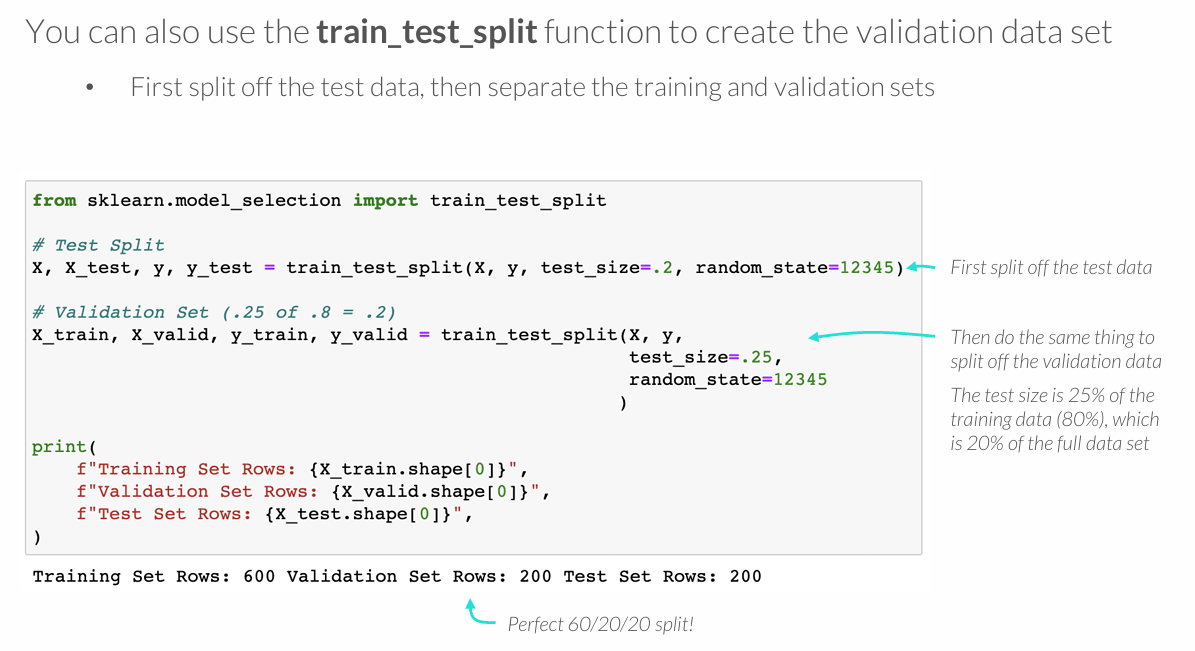 You can also use the train_test_split function to create the validation data set
• First split off the test data, then separate the training and validation sets
from sklearn.model_selection import train_test_split
# Test Split
X, X_test, y, y_test = train_test_split(X, y, test_size=.2, random_state=12345)
First split off the test data
# Validation Set (.25 of .8 = .2)
X_train, X_valid, y_train, y_valid = train_test_split(X, y,
test_size=.25,
random_state=12345
)
Then do the same thing to
split off the validation data
The test size is 25% of the
training data (80%), which
is 20% of the full data set
print(
f"Training Set Rows: {X_train.shape[0]}",
f"Validation Set Rows: {X_valid.shape[0]}",
f"Test Set Rows: {X_test.shape[0]}",
)
Training Set Rows: 600 Validation Set Rows: 200 Test Set Rows: 200
Perfect 60/20/20 split!